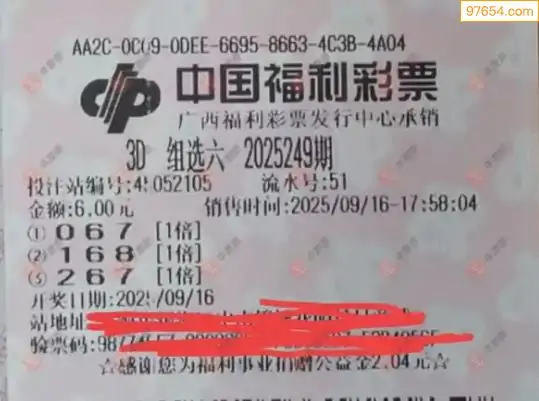 97654.com
AA2C-0C09-0DEE-6695-8663-4C3B-4A04
中国福利彩票
广西福利彩票发行中心承销
3D 组选六 2025249期
投注站编号:45052105 流水号:51
金额:6.00元 销售时间:2025/09/16-17:58:04
① 0 6 7 [1倍]
② 1 6 8 [1倍]
③ 2 6 7 [1倍]
开奖日期:2025/09/16
站地址:
验票码:
☆感谢您为福利事业捐赠公益金2.04元☆